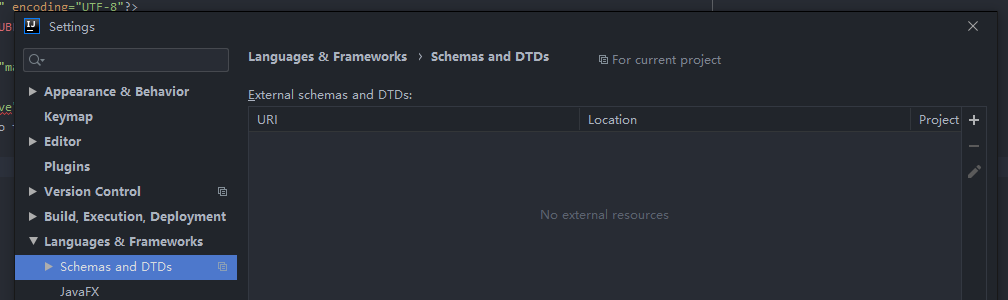 " encoding="UTF-8"?>
UB
"ma
ve"
o
IJ
Settings
Languages & Frameworks › Schemas and DTDs
For current project
External schemas and DTDs:
URI Location Project
No external resources
Appearance & Behavior
Keymap
Editor
Plugins
Version Control
Build, Execution, Deployment
Languages & Frameworks
Schemas and DTDs
JavaFX